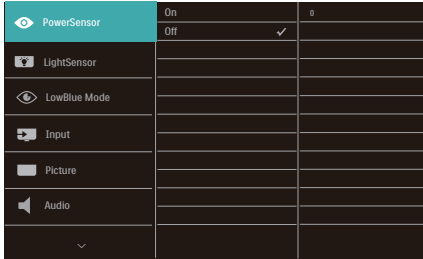 PowerSensor
LightSensor
LowBlue Mode
Input
Picture
Audio
On
Off
0